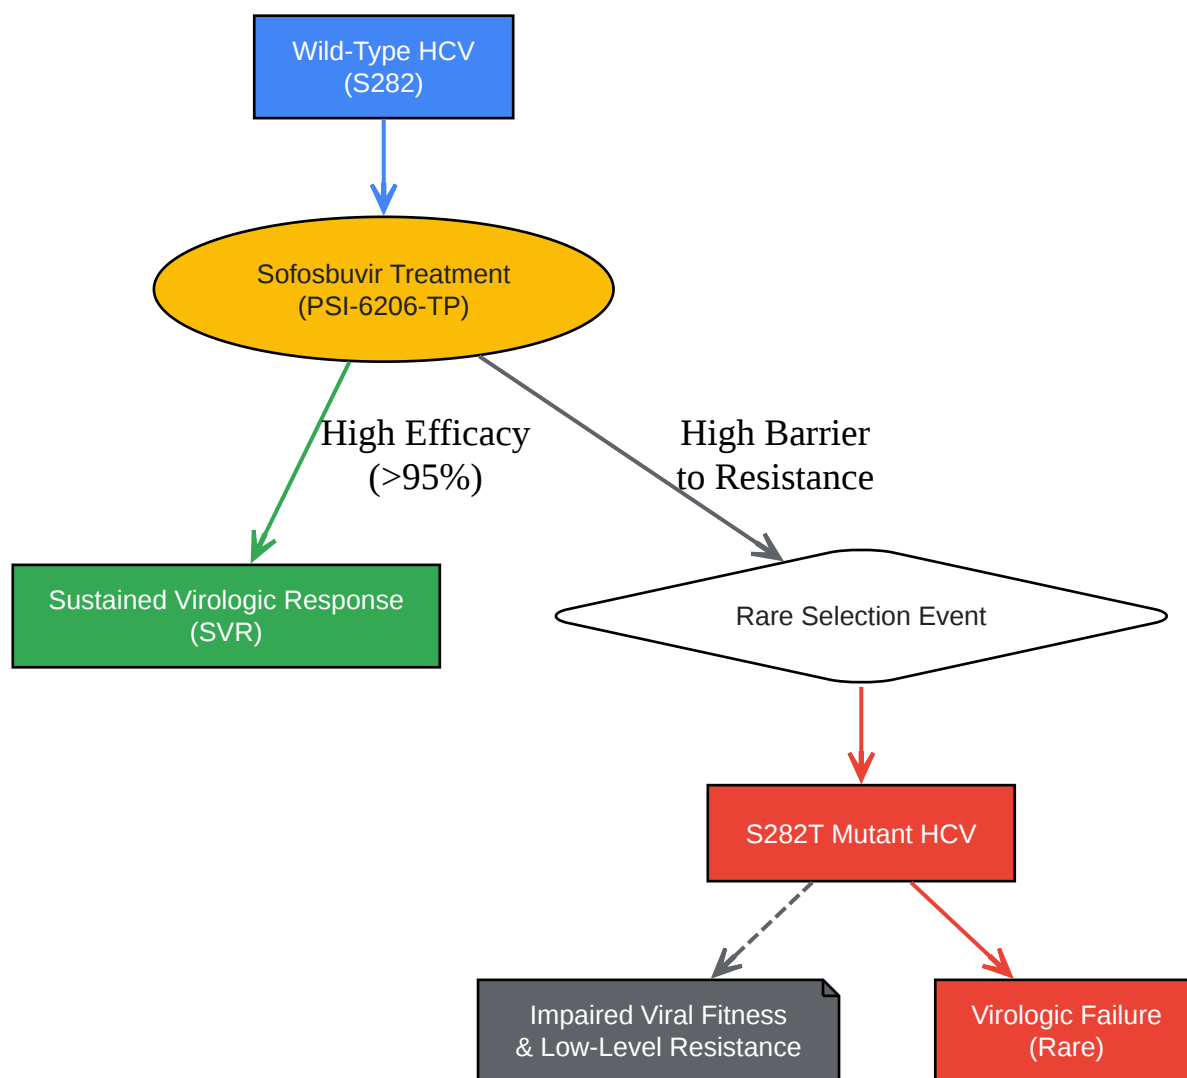 Wild-Type HCV
(S282)
Sofosbuvir Treatment
(PSI-6206-TP)
High Efficacy
(>95%)
High Barrier
to Resistance
Sustained Virologic Response
(SVR)
Rare Selection Event
S282T Mutant HCV
Impaired Viral Fitness
& Low-Level Resistance
Virologic Failure
(Rare)